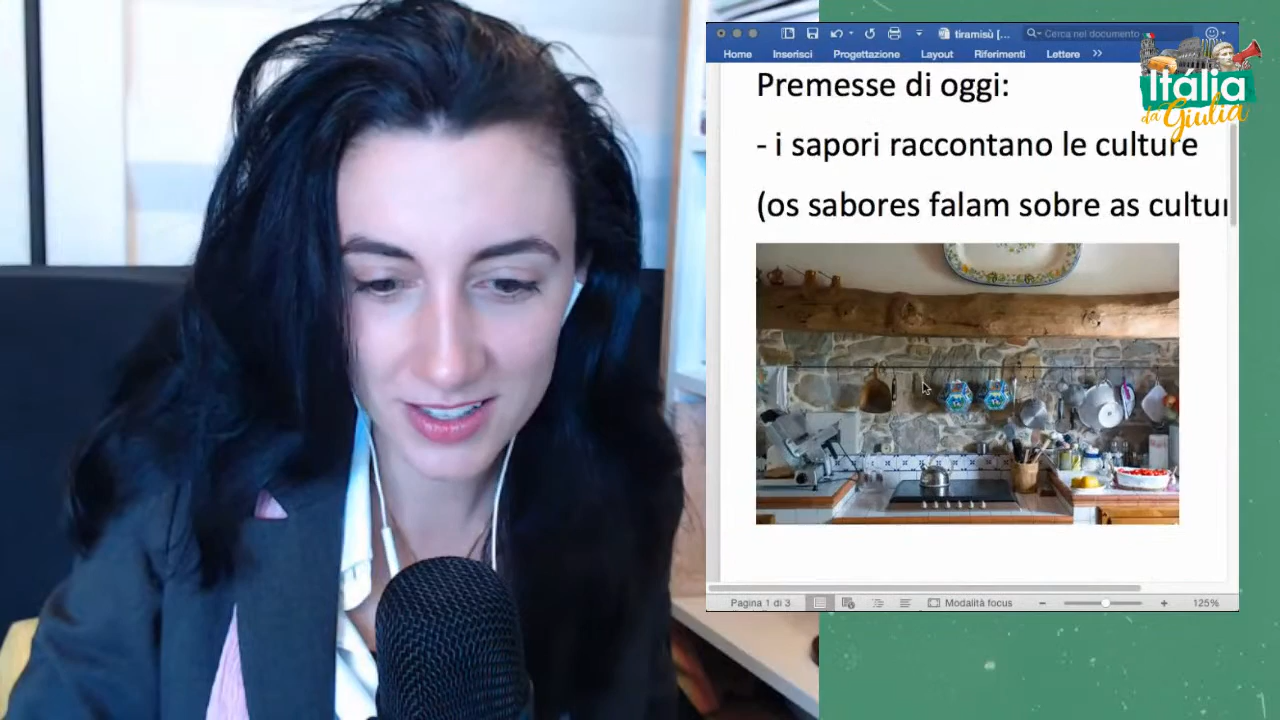 tiramisù [...
Cerca nel documento
Home Inserisci Progettazione Layout Riferimenti Lettere
Itália
da Giulia
Premesse di oggi:
- i sapori raccontano le culture
(os sabores falam sobre as cultur
Pagina 1 di 3 Modalità focus 125%